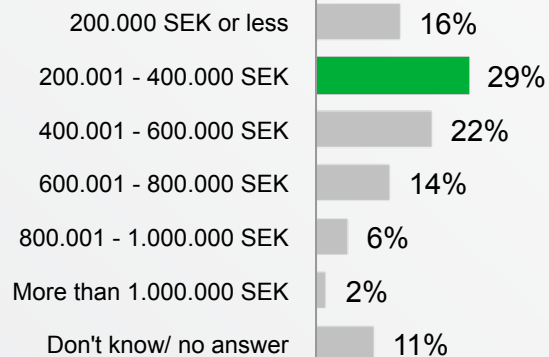 200.000 SEK or less 16%
200.001 - 400.000 SEK 29%
400.001 - 600.000 SEK 22%
600.001 - 800.000 SEK 14%
800.001 - 1.000.000 SEK 6%
More than 1.000.000 SEK 2%
Don't know/ no answer 11%